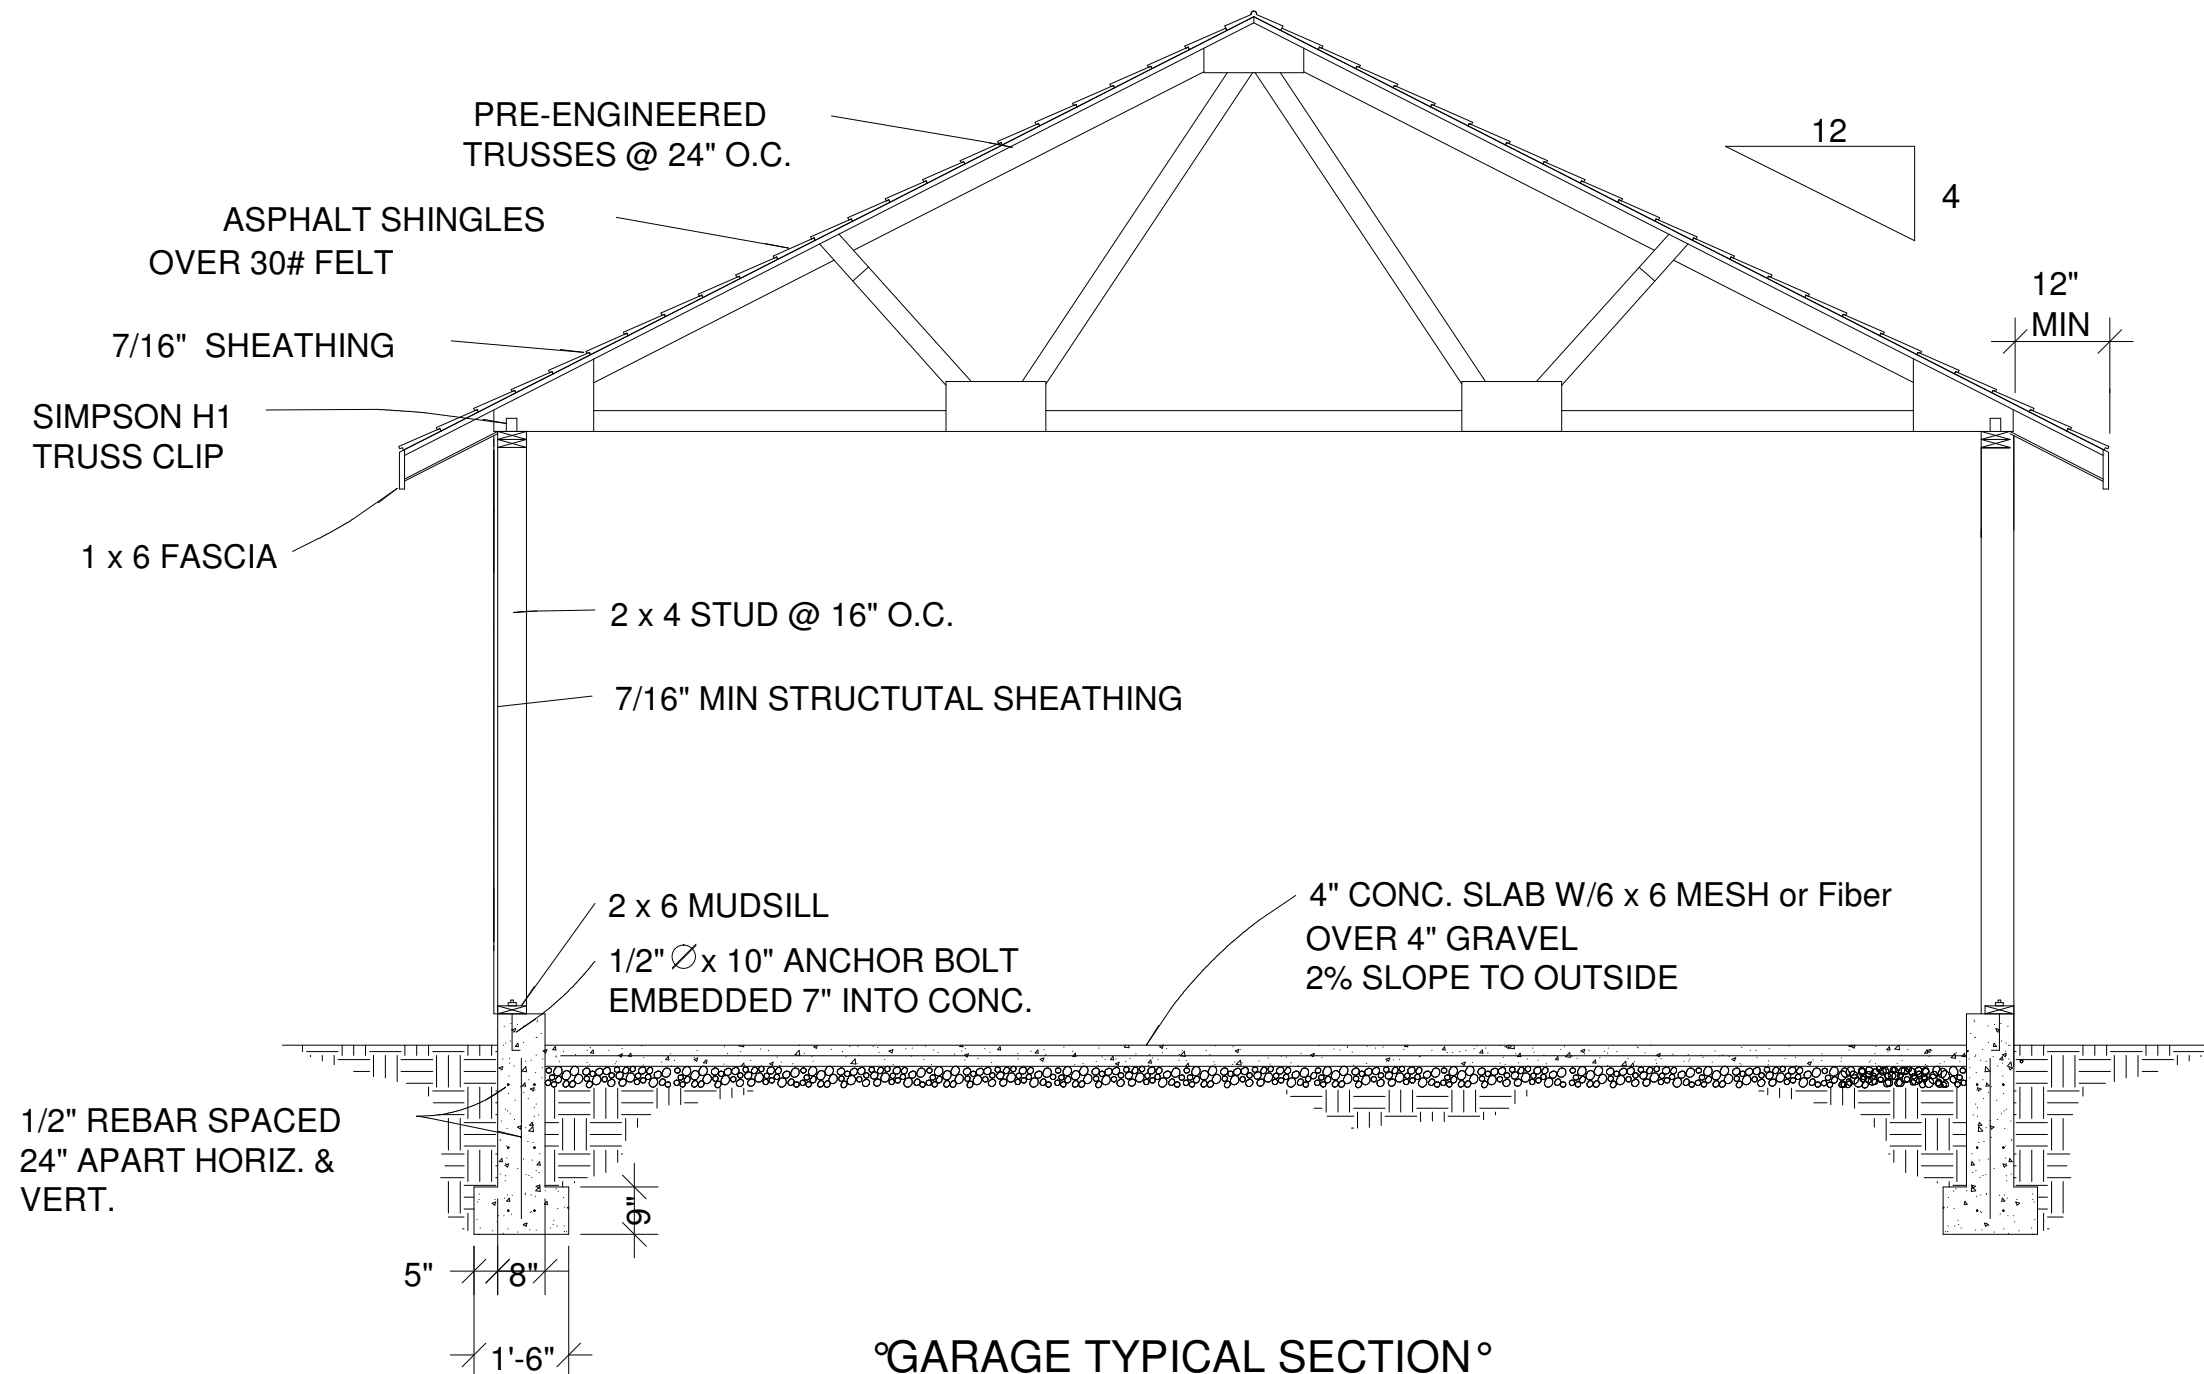 PRE-ENGINEERED
TRUSSES @ 24" O.C.
12
4
ASPHALT SHINGLES
OVER 30# FELT
12"
MIN
7/16"  SHEATHING
SIMPSON H1
TRUSS CLIP
1 x 6 FASCIA
2 x 4 STUD @ 16" O.C.
7/16" MIN STRUCTUTAL SHEATHING
2 x 6 MUDSILL
1/2" ∅ x 10" ANCHOR BOLT
EMBEDDED 7" INTO CONC.
4" CONC. SLAB W/6 x 6 MESH or Fiber
OVER 4" GRAVEL
2% SLOPE TO OUTSIDE
1/2" REBAR SPACED
24" APART HORIZ. &
VERT.
9"
5"
8"
1'-6"
°GARAGE TYPICAL SECTION°